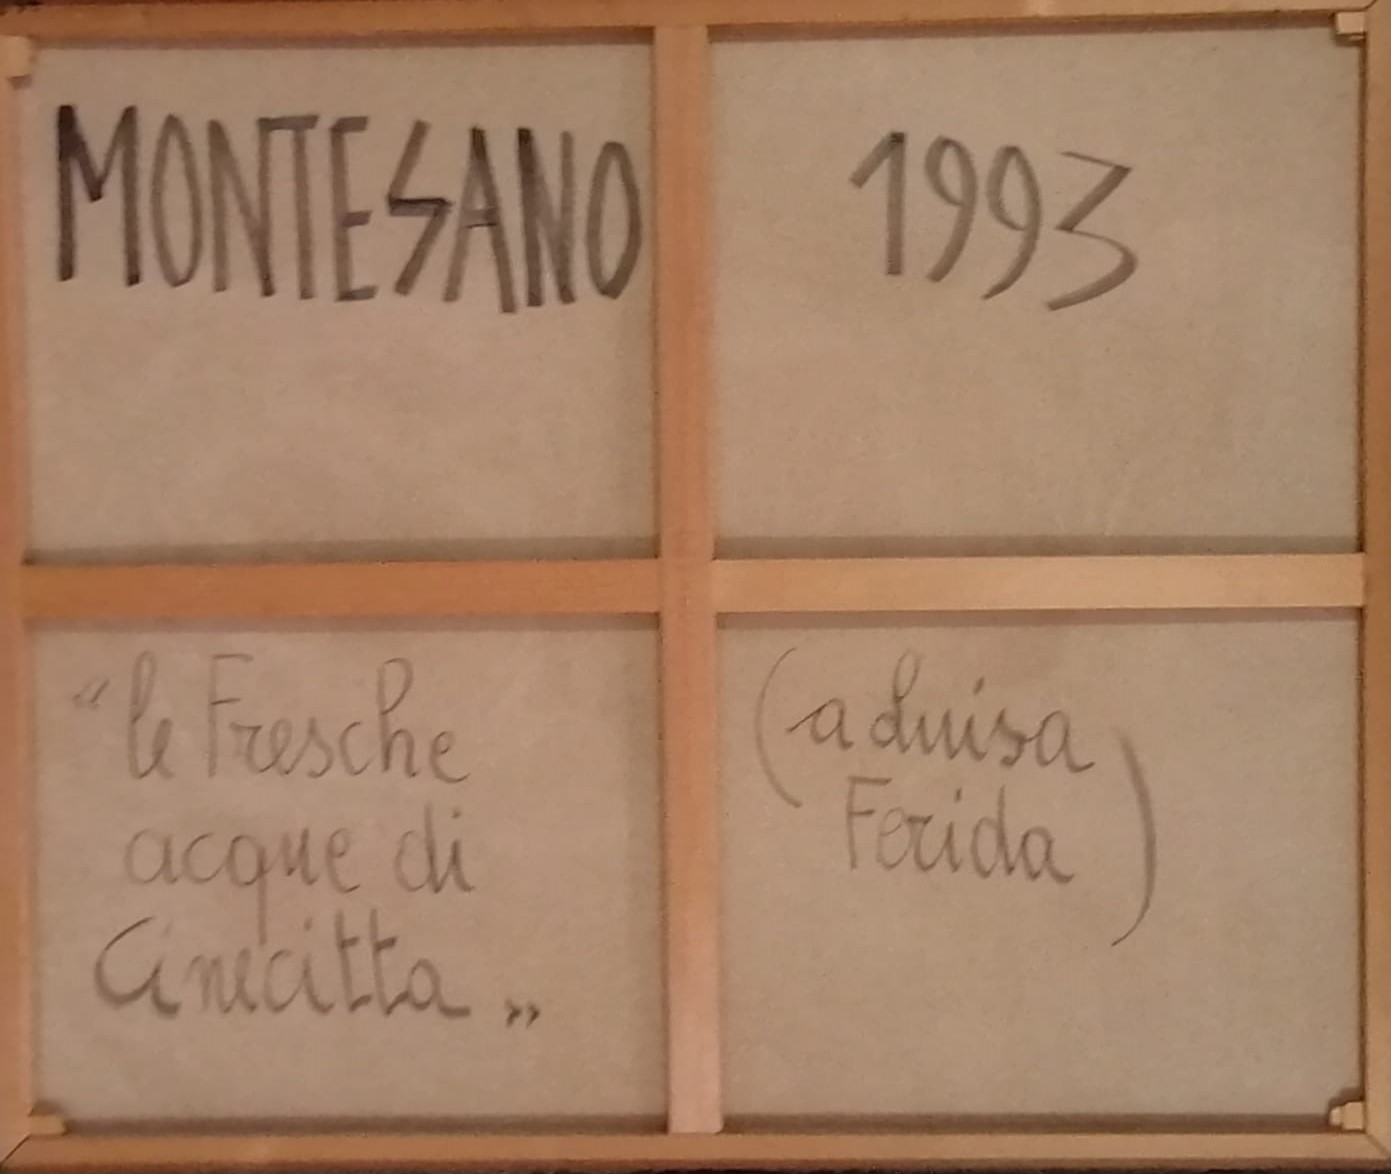 MONTESANO
1993
"le Fresche
acque di
Cinecitta"
(a Luisa
Ferida)